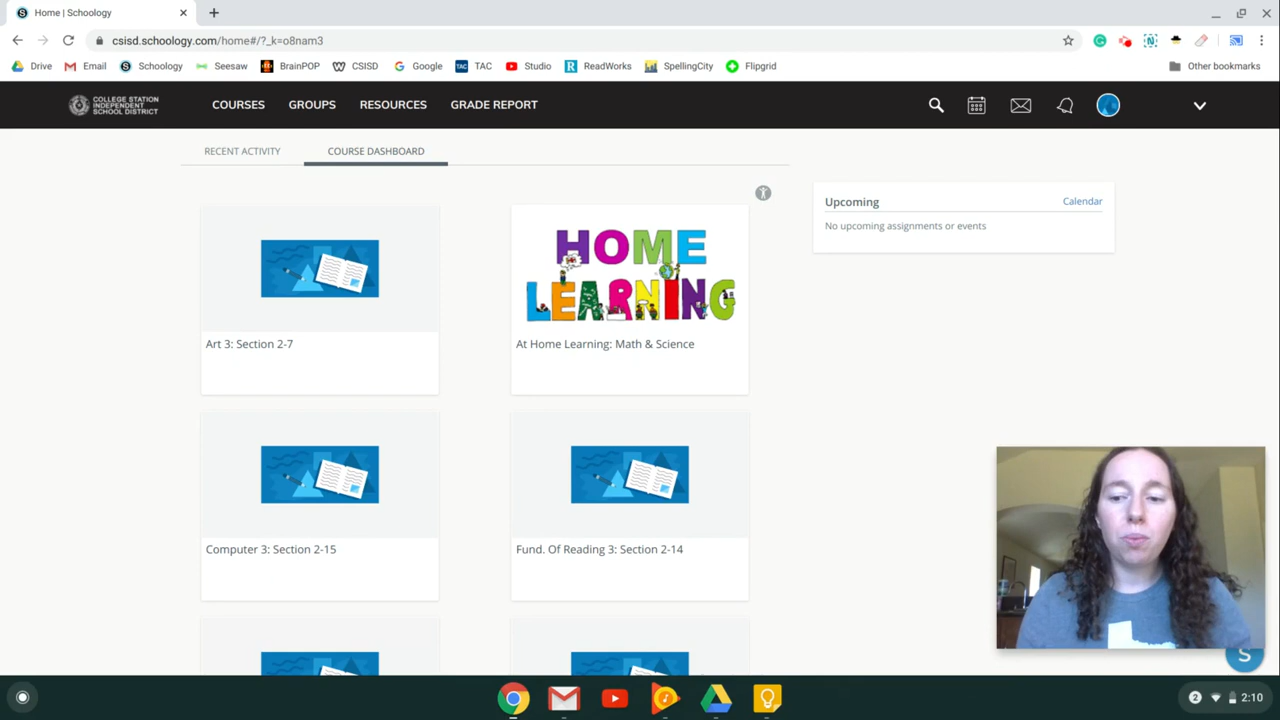 Home | Schoology
csisd.schoology.com/home#/?_k=o8nam3
Drive Email Schoology Seesaw BrainPOP CSISD Google TAC TAC Studio ReadWorks SpellingCity Flipgrid Other bookmarks
COLLEGE STATION
INDEPENDENT
SCHOOL DISTRICT
COURSES GROUPS RESOURCES GRADE REPORT
RECENT ACTIVITY COURSE DASHBOARD
Upcoming Calendar
No upcoming assignments or events
HOME
LEARNING
Art 3: Section 2-7
At Home Learning: Math & Science
Computer 3: Section 2-15
Fund. Of Reading 3: Section 2-14
S
2 2:10